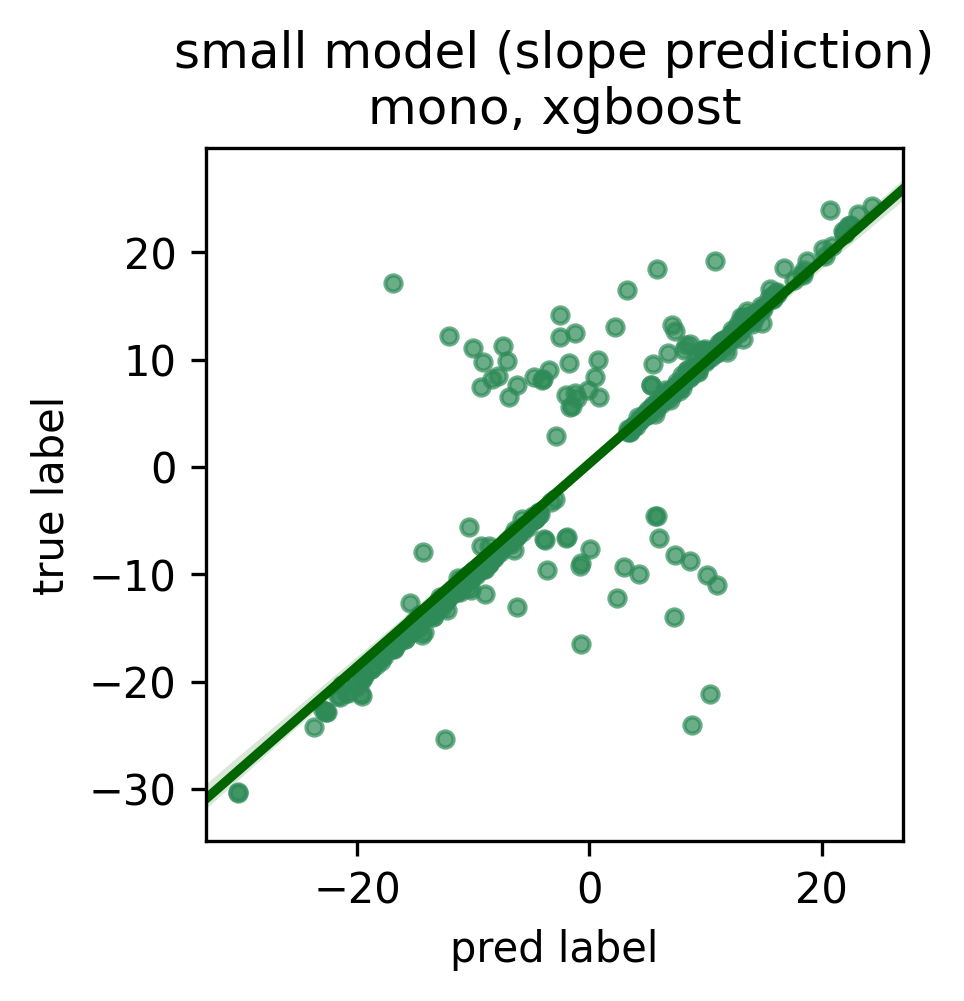 small model (slope prediction)
mono, xgboost
20
10
0
−10
−20
−30
true label
−20
0
20
pred label